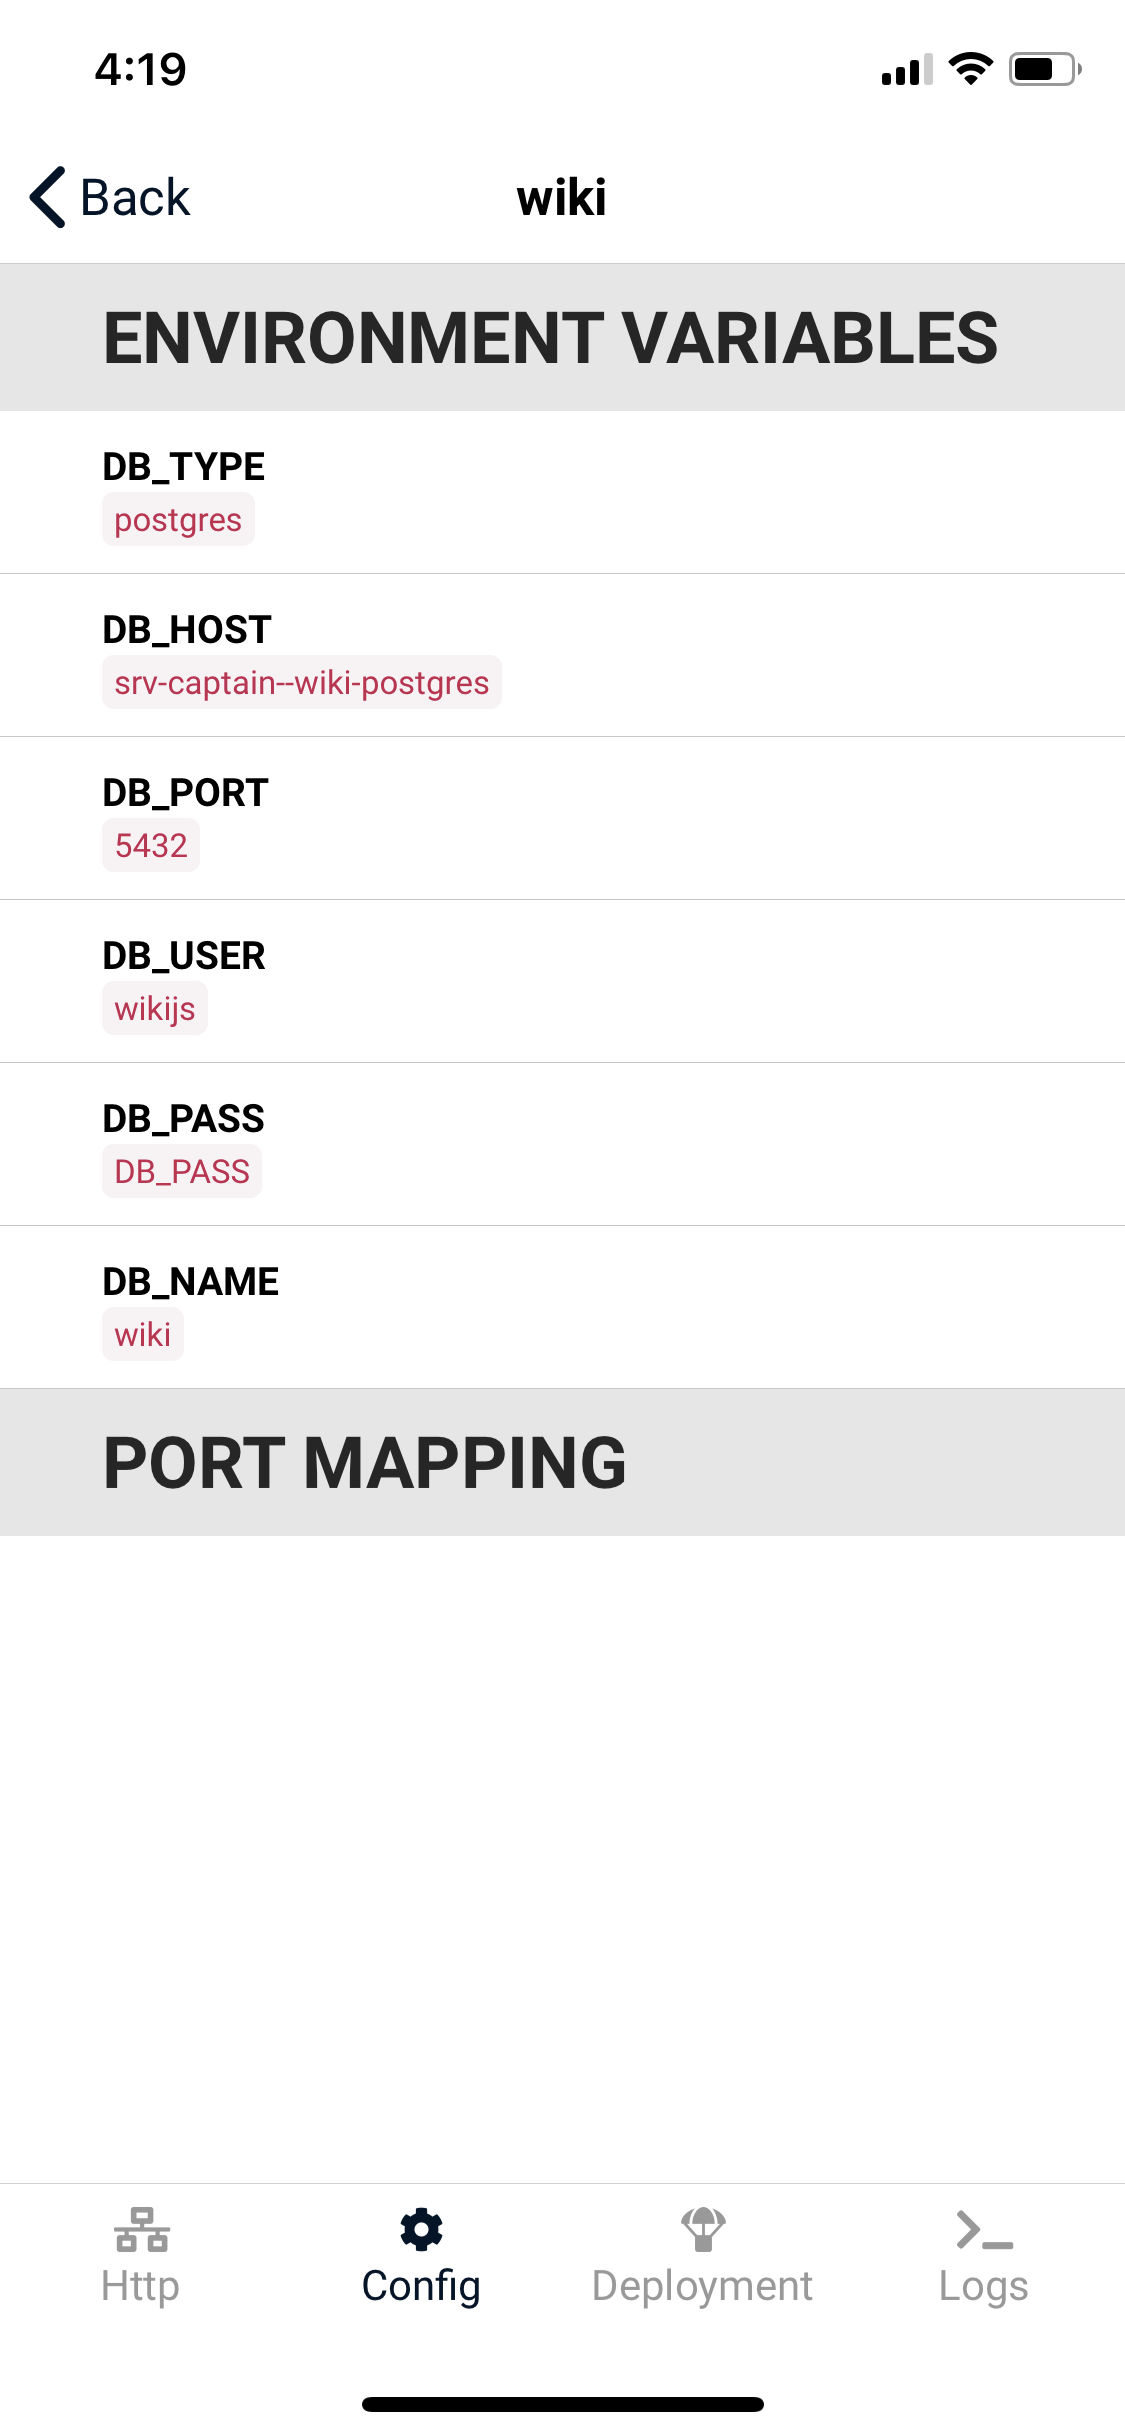 4:19
Back
wiki
ENVIRONMENT VARIABLES
DB_TYPE
postgres
DB_HOST
srv-captain--wiki-postgres
DB_PORT
5432
DB_USER
wikijs
DB_PASS
DB_PASS
DB_NAME
wiki
PORT MAPPING
Http
Config
Deployment
Logs